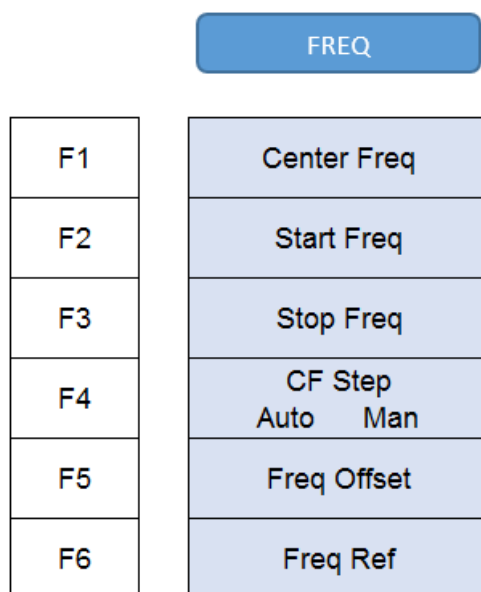 FREQ
F1 Center Freq
F2 Start Freq
F3 Stop Freq
F4 CF Step
Auto Man
F5 Freq Offset
F6 Freq Ref